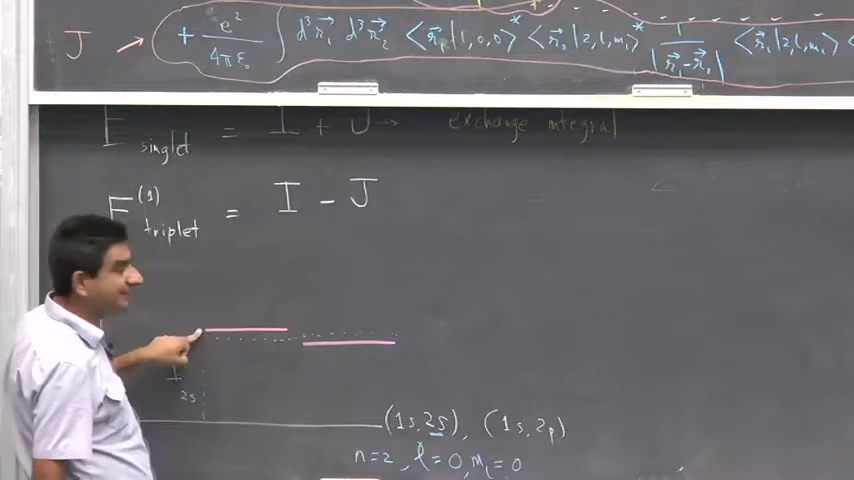 J → + e² / 4πε₀ ∫ d³r⃗₁ d³r⃗₂ ⟨r⃗₁|1,0,0⟩* ⟨r⃗₂|2,l,mₗ⟩* 1 / |r⃗₁-r⃗₂| ⟨r⃗₁|2,l,mₗ⟩ ⟨
E singlet = I + J → exchange integral
E⁽¹⁾ triplet = I - J
2s
(1s,2s), (1s,2p)
n=2, l=0, mₗ=0